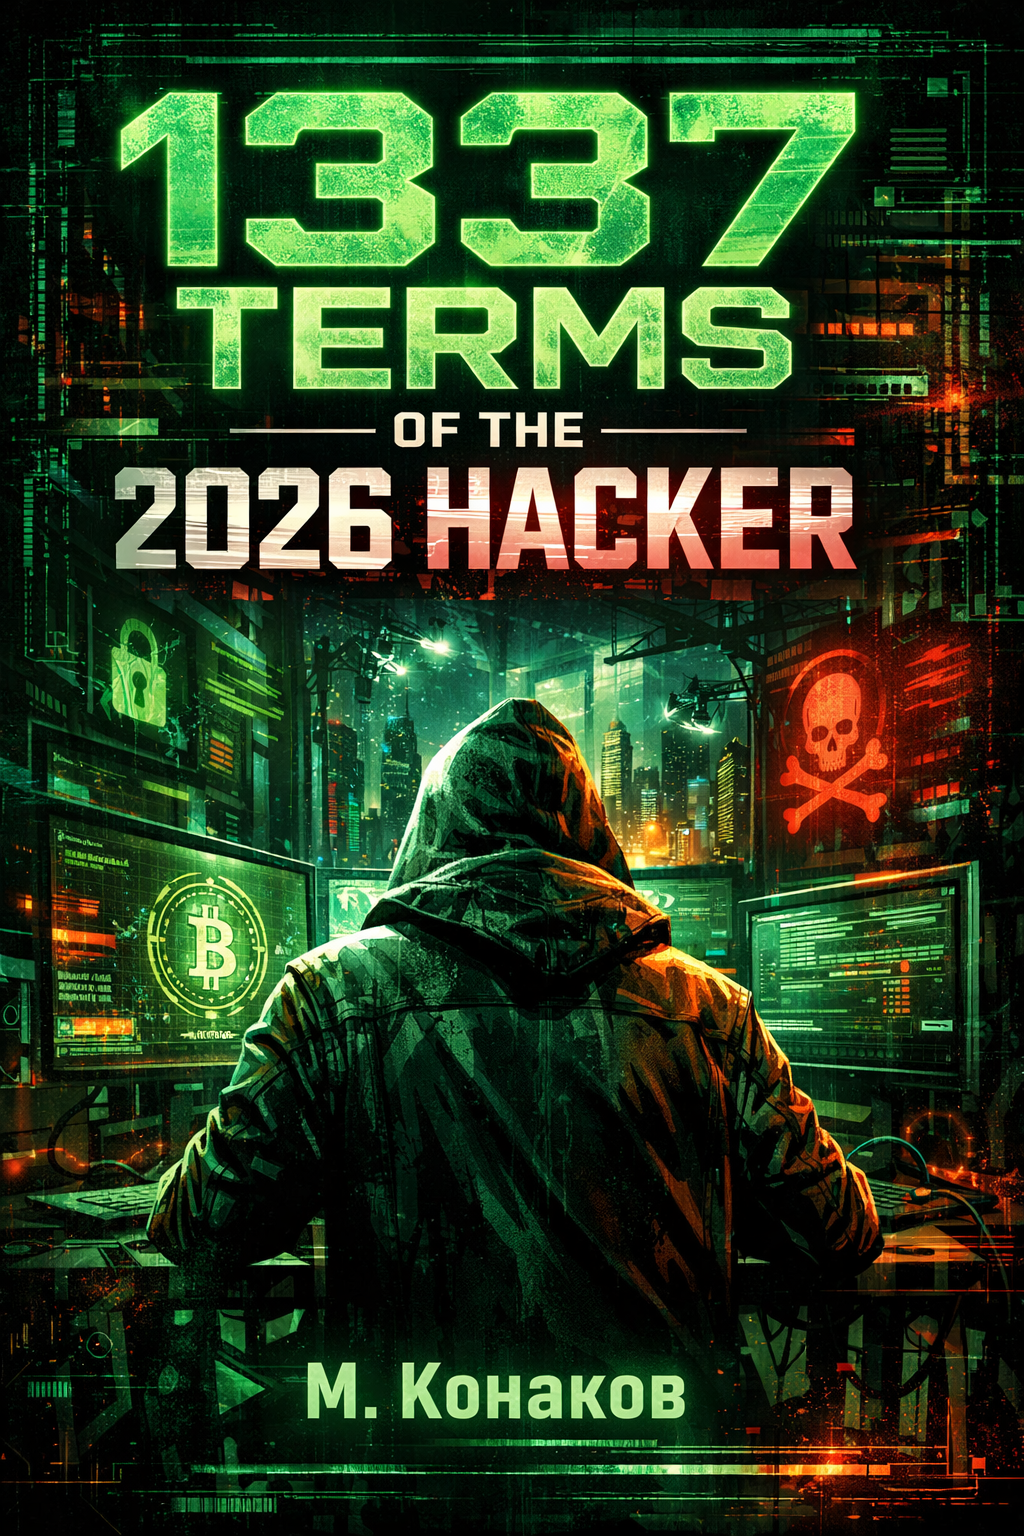 1337
TERMS
OF THE
2026 HACKER
М. Конаков